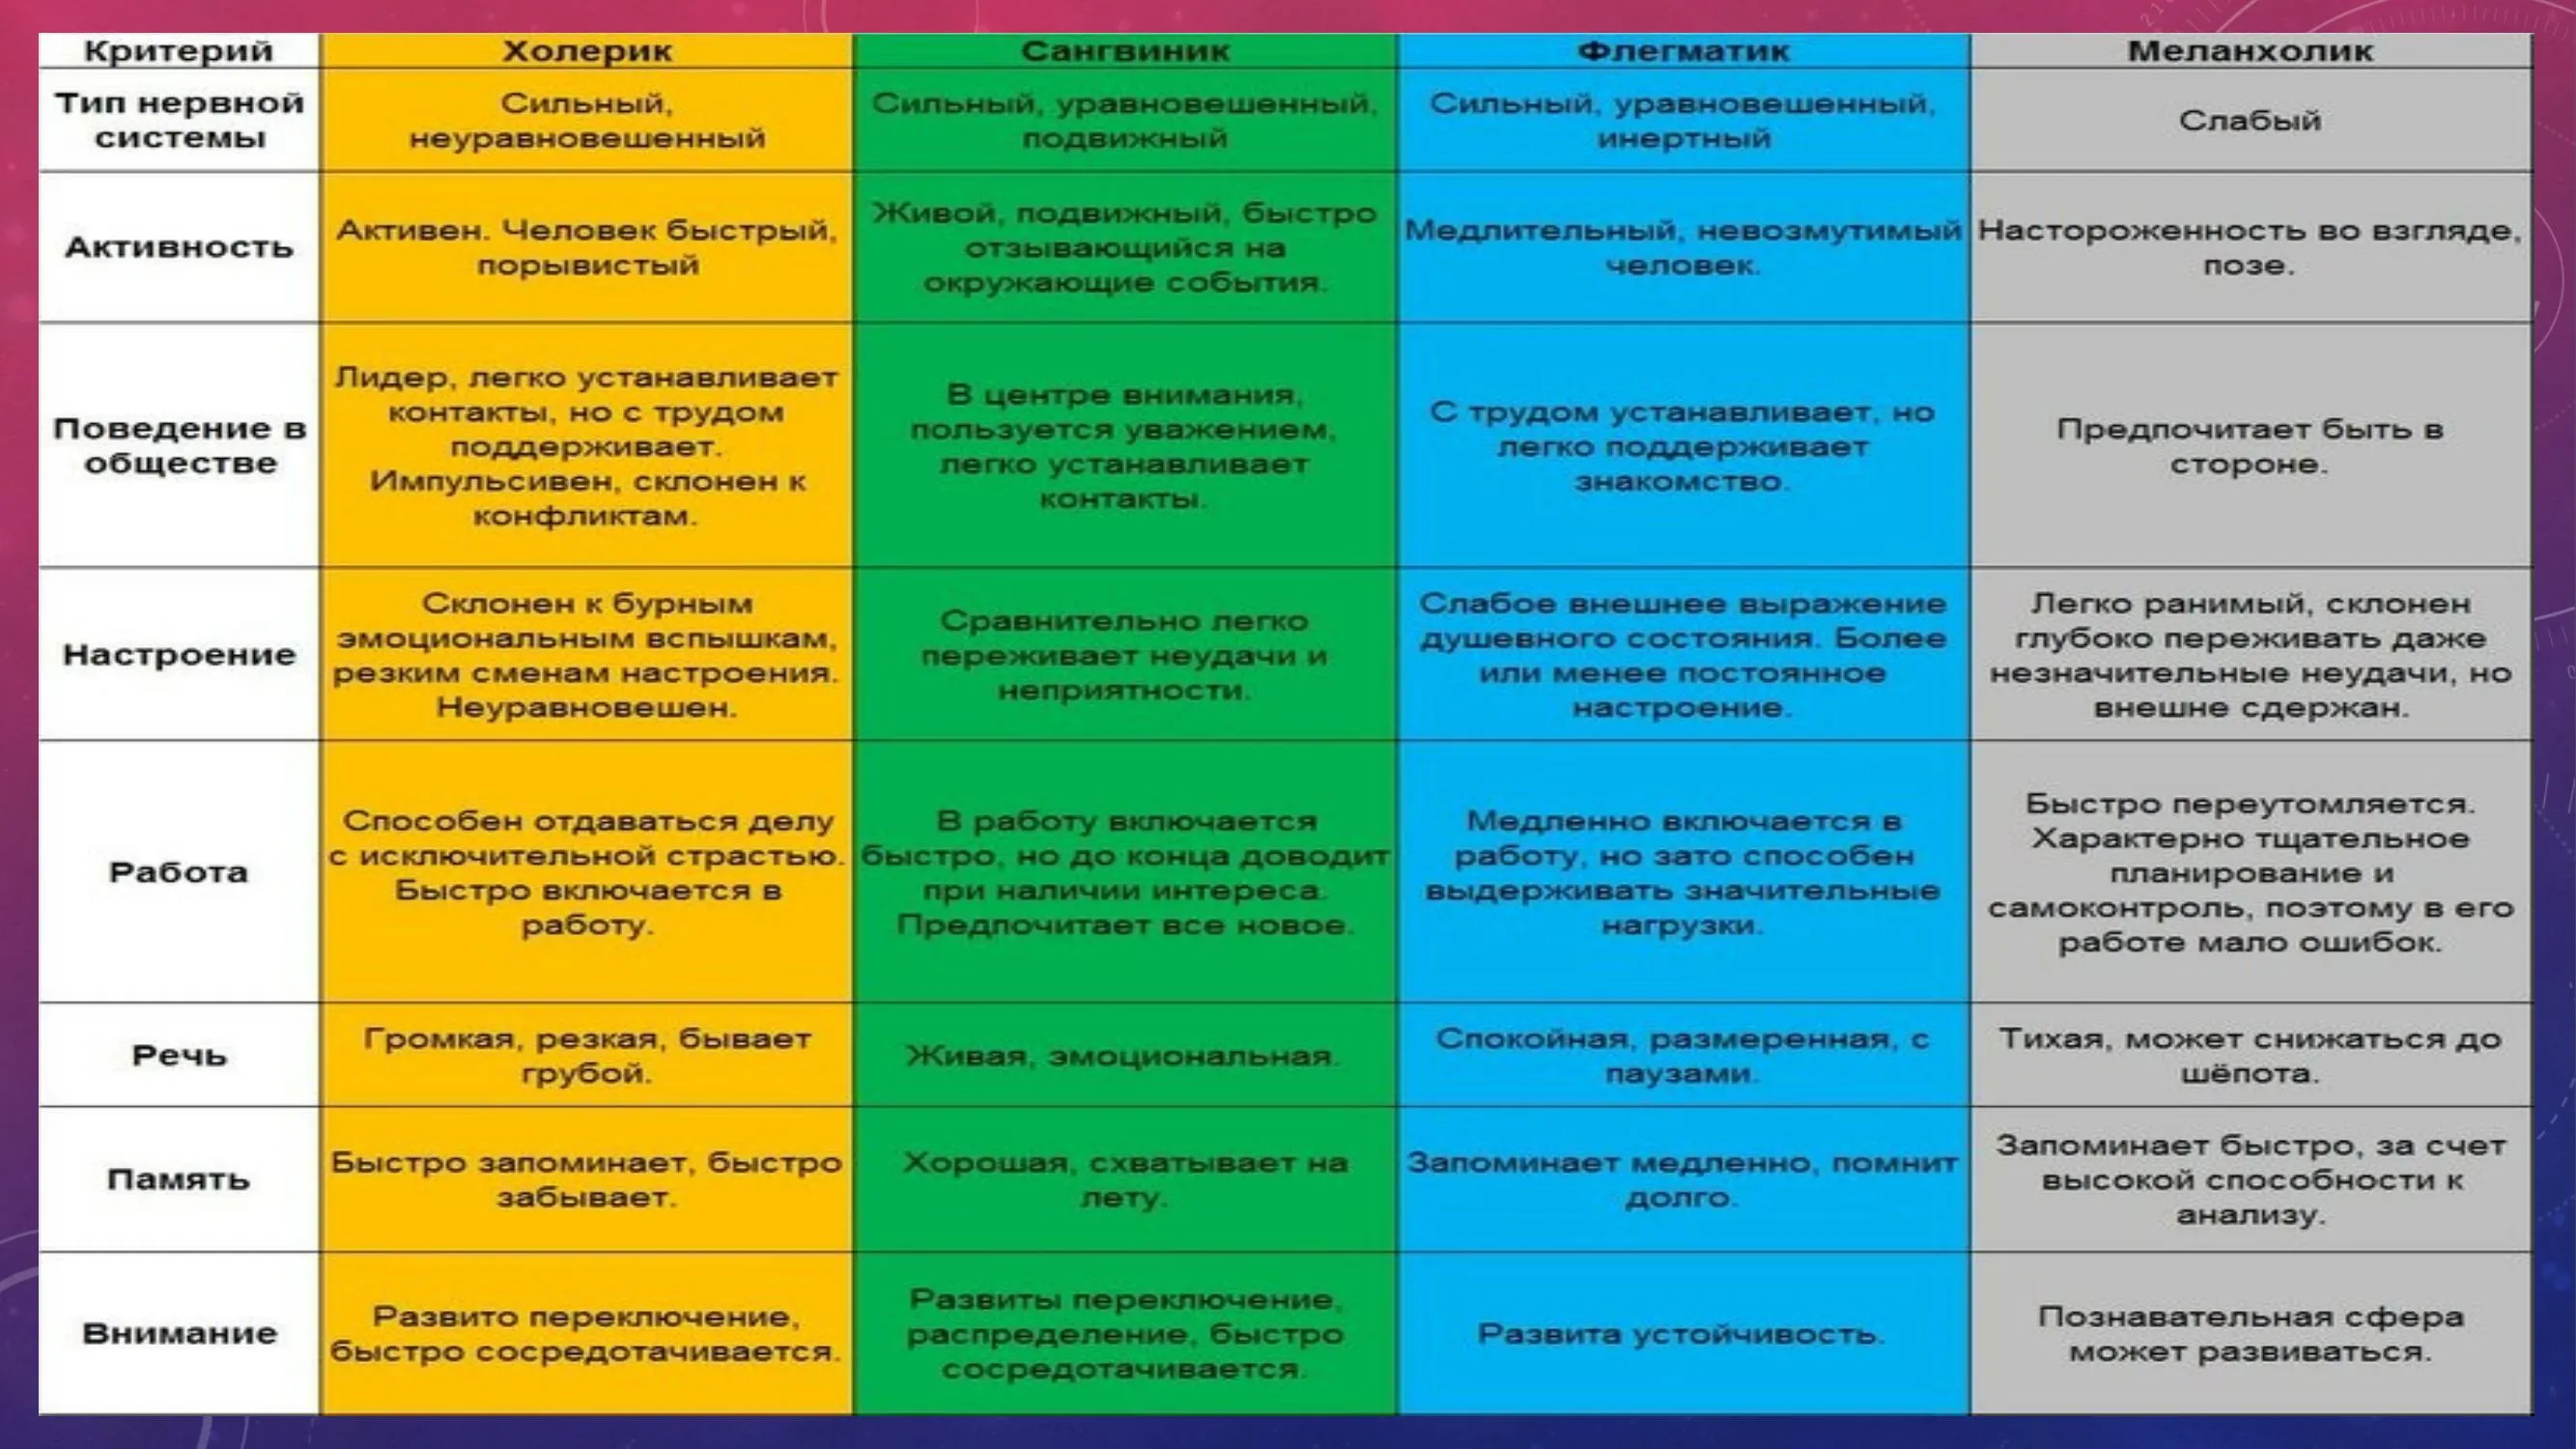 Критерий
Холерик
Сангвиник
Флегматик
Меланхолик
Тип нервной
системы
Сильный,
неуравновешенный
Сильный, уравновешенный,
подвижный
Сильный, уравновешенный,
инертный
Слабый
Активность
Активен. Человек быстрый,
порывистый
Живой, подвижный, быстро
отзывающийся на
окружающие события.
Медлительный, невозмутимый
человек.
Настороженность во взгляде,
позе.
Поведение в
обществе
Лидер, легко устанавливает
контакты, но с трудом
поддерживает.
Импульсивен, склонен к
конфликтам.
В центре внимания,
пользуется уважением,
легко устанавливает
контакты.
С трудом устанавливает, но
легко поддерживает
знакомство.
Предпочитает быть в
стороне.
Настроение
Склонен к бурным
эмоциональным вспышкам,
резким сменам настроения.
Неуравновешен.
Сравнительно легко
переживает неудачи и
неприятности.
Слабое внешнее выражение
душевного состояния. Более
или менее постоянное
настроение.
Легко ранимый, склонен
глубоко переживать даже
незначительные неудачи, но
внешне сдержан.
Работа
Способен отдаваться делу
с исключительной страстью.
Быстро включается в
работу.
В работу включается
быстро, но до конца доводит
при наличии интереса.
Предпочитает все новое.
Медленно включается в
работу, но зато способен
выдерживать значительные
нагрузки.
Быстро переутомляется.
Характерно тщательное
планирование и
самоконтроль, поэтому в его
работе мало ошибок.
Речь
Громкая, резкая, бывает
грубой.
Живая, эмоциональная.
Спокойная, размеренная, с
паузами.
Тихая, может снижаться до
шёпота.
Память
Быстро запоминает, быстро
забывает.
Хорошая, схватывает на
лету.
Запоминает медленно, помнит
долго.
Запоминает быстро, за счет
высокой способности к
анализу.
Внимание
Развито переключение,
быстро сосредотачивается.
Развиты переключение,
распределение, быстро
сосредотачивается.
Развита устойчивость.
Познавательная сфера
может развиваться.